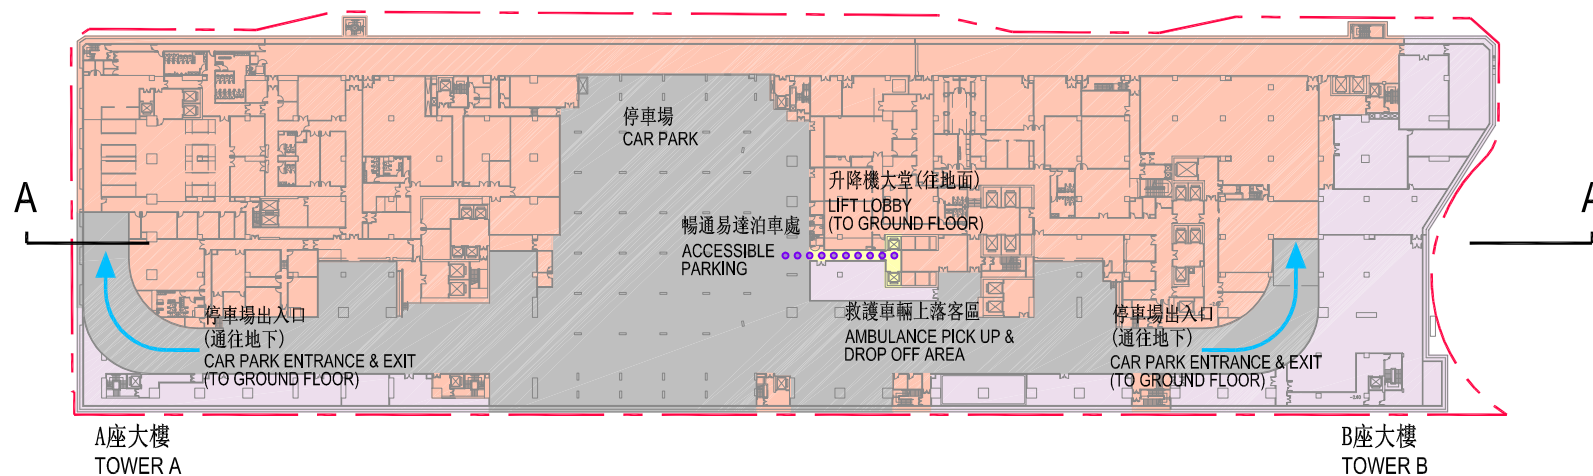 停車場
CAR PARK
升降機大堂(往地面)
LIFT LOBBY
(TO GROUND FLOOR)
A
A
暢通易達泊車處
ACCESSIBLE
PARKING
停車場出入口
(通往地下)
CAR PARK ENTRANCE & EXIT
(TO GROUND FLOOR)
救護車輛上落客區
AMBULANCE PICK UP &
DROP OFF AREA
停車場出入口
(通往地下)
CAR PARK ENTRANCE & EXIT
(TO GROUND FLOOR)
A座大樓
TOWER A
B座大樓
TOWER B